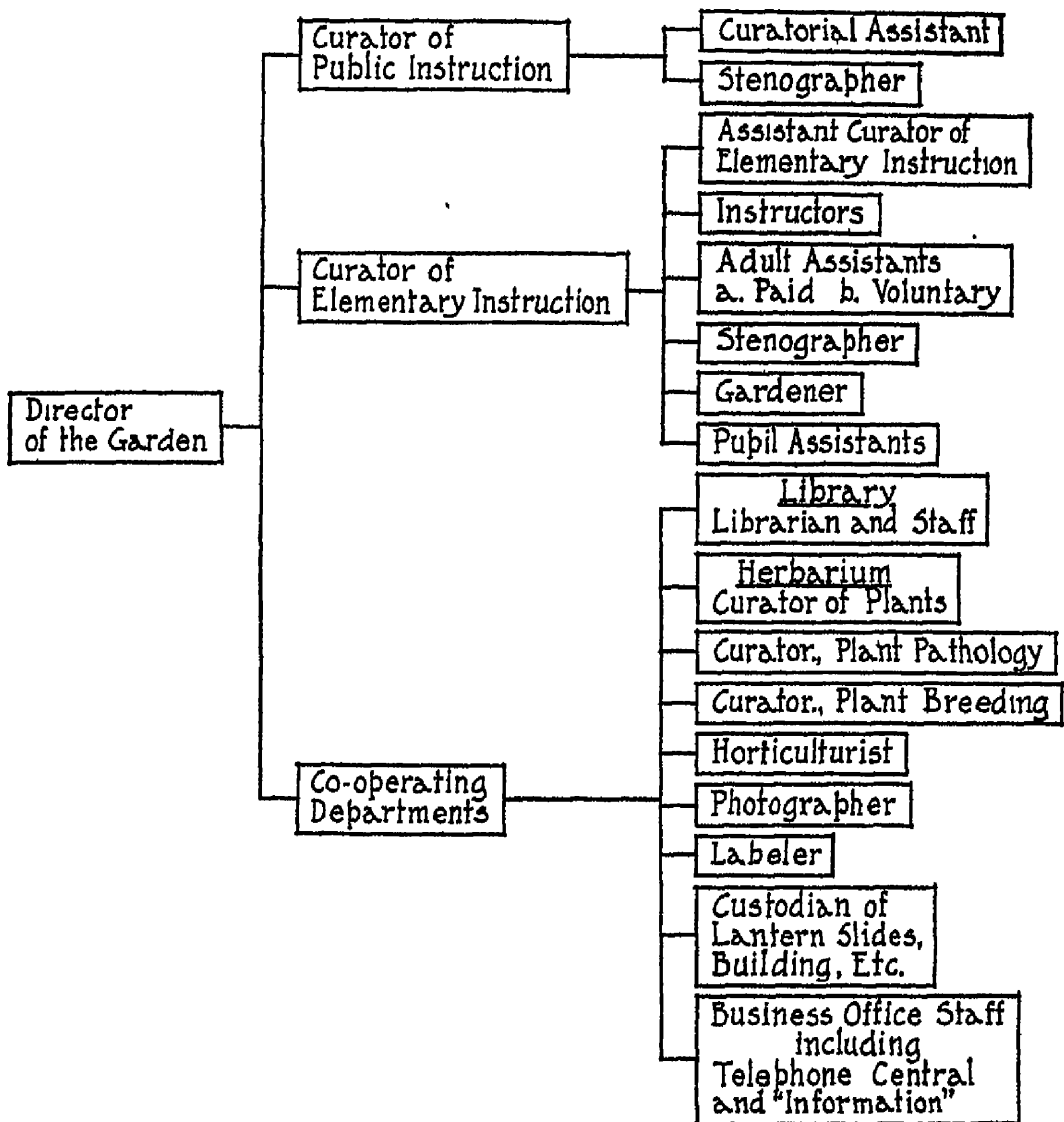 Curator of
Public Instruction
Curatorial Assistant
Stenographer
Curator of
Elementary Instruction
Assistant Curator of
Elementary Instruction
Instructors
Adult Assistants
a. Paid b. Voluntary
Stenographer
Gardener
Pupil Assistants
Director
of the Garden
Co-operating
Departments
Library
Librarian and Staff
Herbarium
Curator of Plants
Curator., Plant Pathology
Curator., Plant Breeding
Horticulturist
Photographer
Labeler
Custodian of
Lantern Slides,
Building, Etc.
Business Office Staff
including
Telephone Central
and "Information"